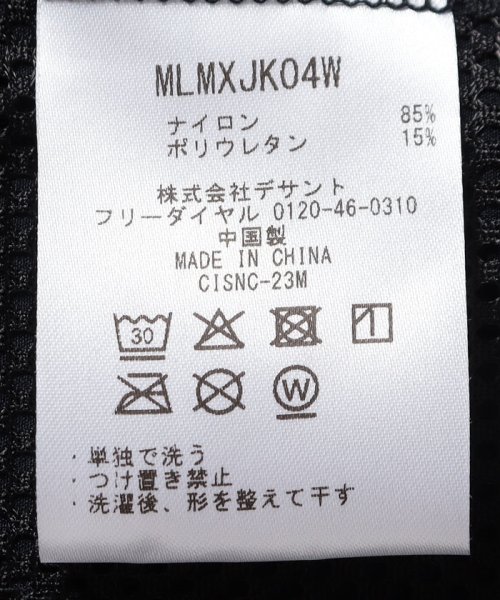 MLMXJK04W
ナイロン 85%
ポリウレタン 15%
株式会社デサント
フリーダイヤル 0120-46-0310
中国製
MADE IN CHINA
CISNC-23M
30
W
・単独で洗う
・つけ置き禁止
・洗濯後、形を整えて干す